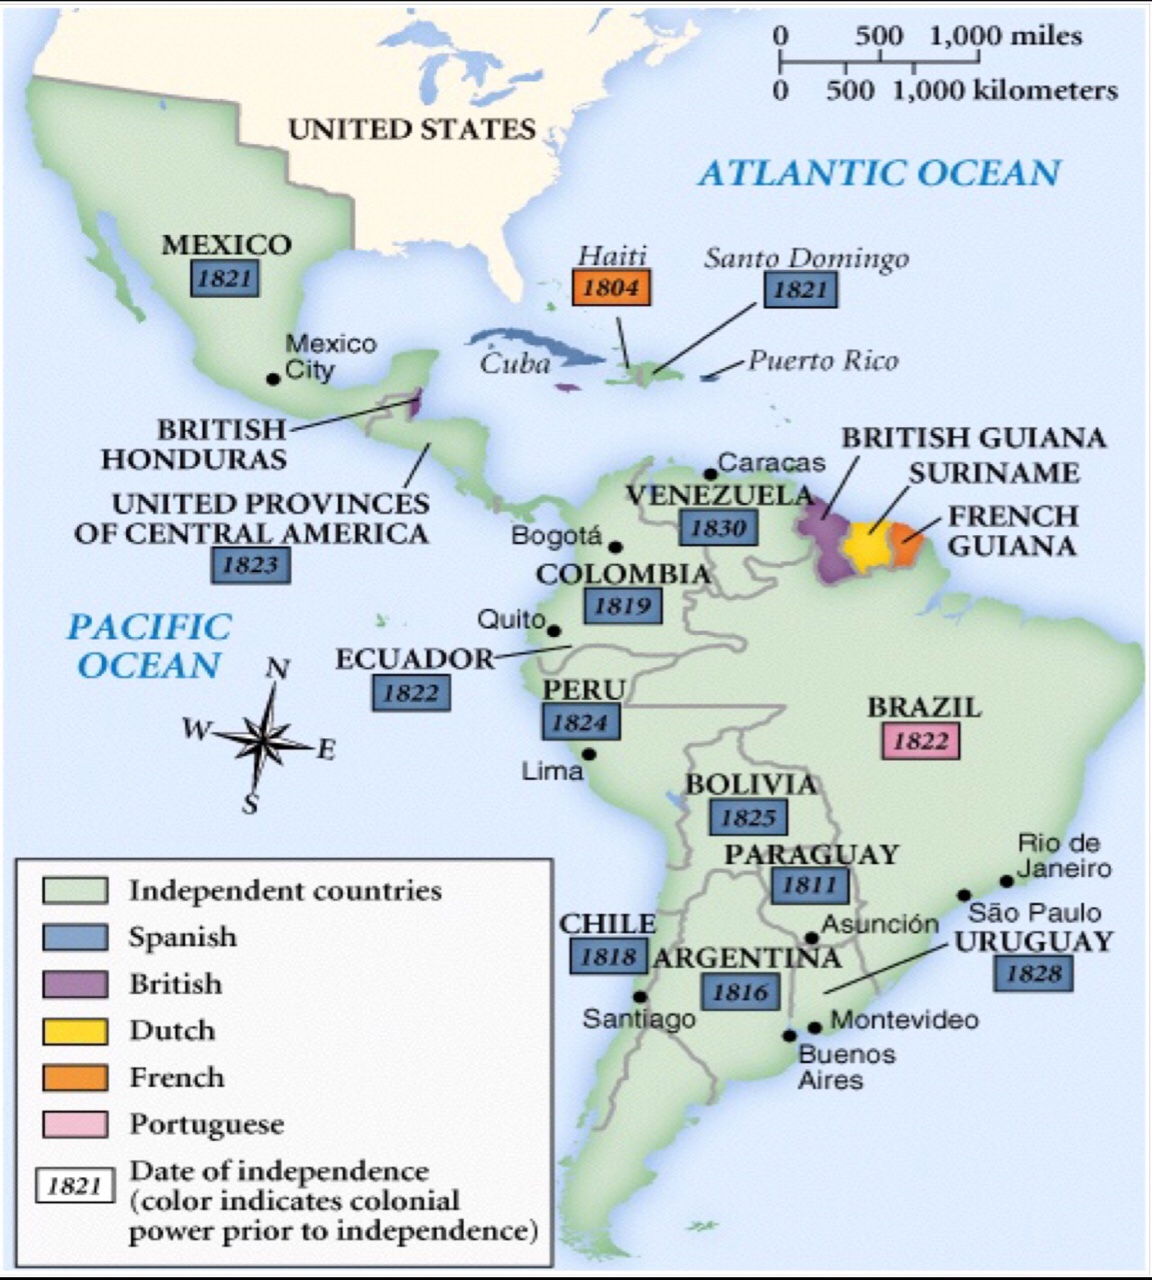 0 500 1,000 miles
0 500 1,000 kilometers
UNITED STATES
ATLANTIC OCEAN
MEXICO
1821
Haiti
1804
Santo Domingo
1821
Mexico
City
Cuba
Puerto Rico
BRITISH
HONDURAS
UNITED PROVINCES
OF CENTRAL AMERICA
1823
BRITISH GUIANA
SURINAME
FRENCH
GUIANA
Caracas
VENEZUELA
1830
Bogotá
COLOMBIA
1819
PACIFIC
OCEAN
Quito
ECUADOR
1822
N
W
E
S
PERU
1824
Lima
BRAZIL
1822
BOLIVIA
1825
PARAGUAY
1811
Rio de
Janeiro
São Paulo
CHILE
1818
Asunción
URUGUAY
1828
ARGENTINA
1816
Santiago
Montevideo
Buenos
Aires
Independent countries
Spanish
British
Dutch
French
Portuguese
1821
Date of independence
(color indicates colonial
power prior to independence)